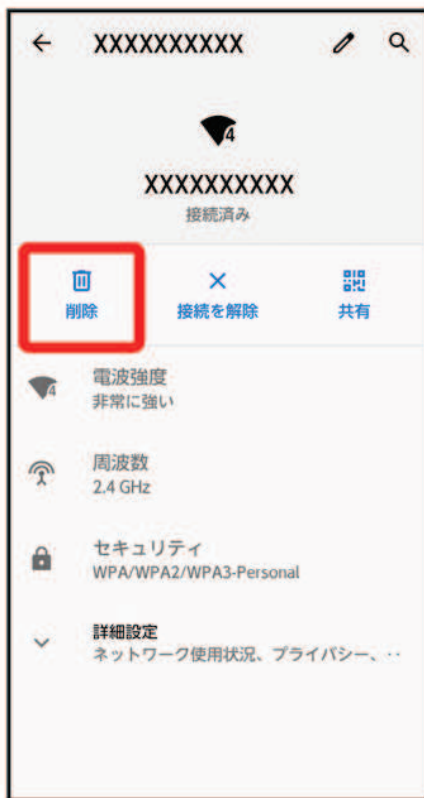 XXXXXXXXXX
4
XXXXXXXXXX
接続済み
削除
接続を解除
共有
4
電波強度
非常に強い
周波数
2.4 GHz
セキュリティ
WPA/WPA2/WPA3-Personal
詳細設定
ネットワーク使用状況、プライバシー、··